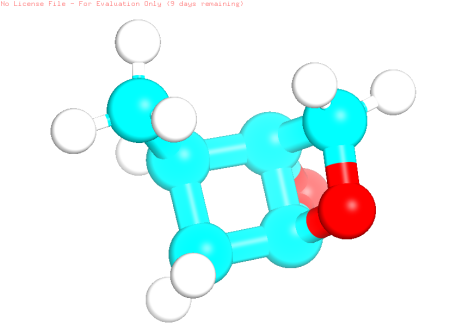 No License File - For Evaluation Only (9 days remaining)